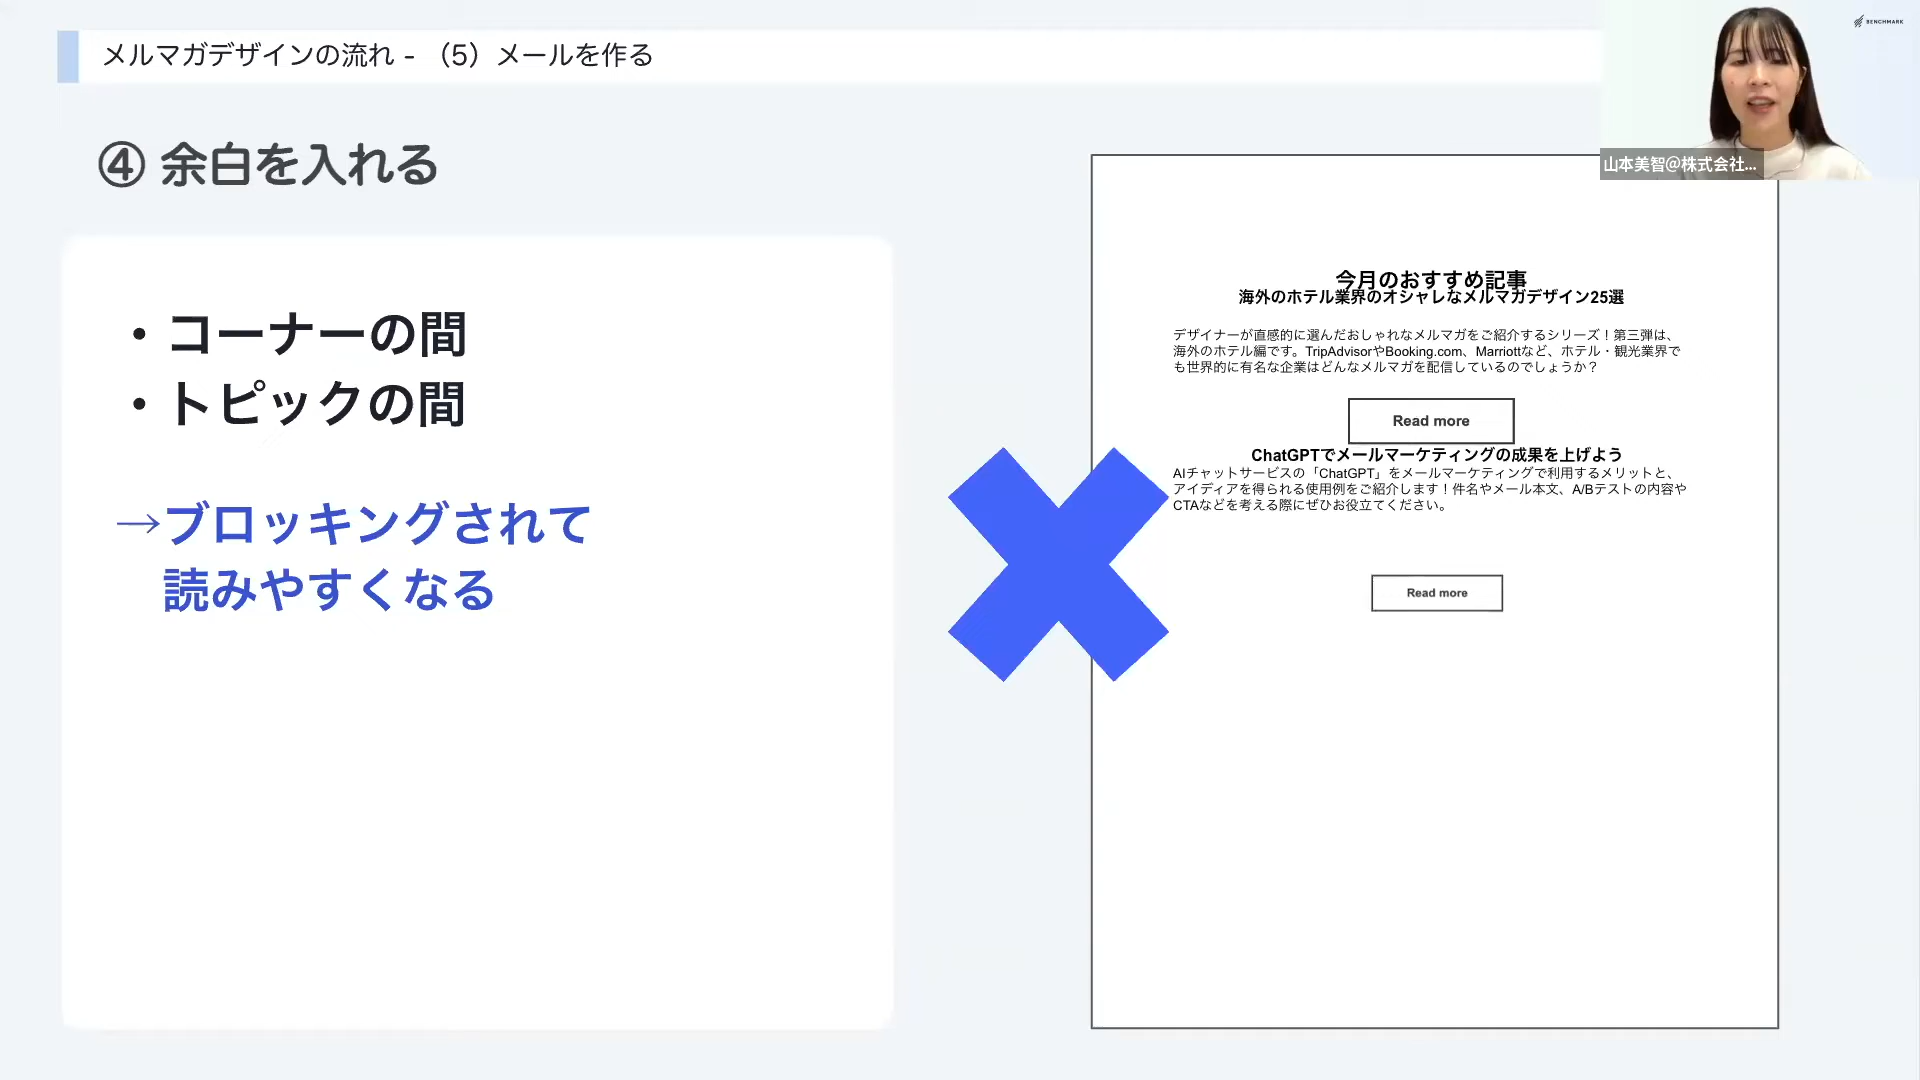 メルマガデザインの流れ - （5）メールを作る
BENCHMARK
山本美智@株式会社...
④ 余白を入れる
・コーナーの間
・トピックの間
→ブロッキングされて
読みやすくなる
今月のおすすめ記事
海外のホテル業界のオシャレなメルマガデザイン25選
デザイナーが直感的に選んだおしゃれなメルマガをご紹介するシリーズ！第三弾は、
海外のホテル編です。TripAdvisorやBooking.com、Marriottなど、ホテル・観光業界で
も世界的に有名な企業はどんなメルマガを配信しているのでしょうか？
Read more
ChatGPTでメールマーケティングの成果を上げよう
AIチャットサービスの「ChatGPT」をメールマーケティングで利用するメリットと、
アイディアを得られる使用例をご紹介します！件名やメール本文、A/Bテストの内容や
CTAなどを考える際にぜひお役立てください。
Read more